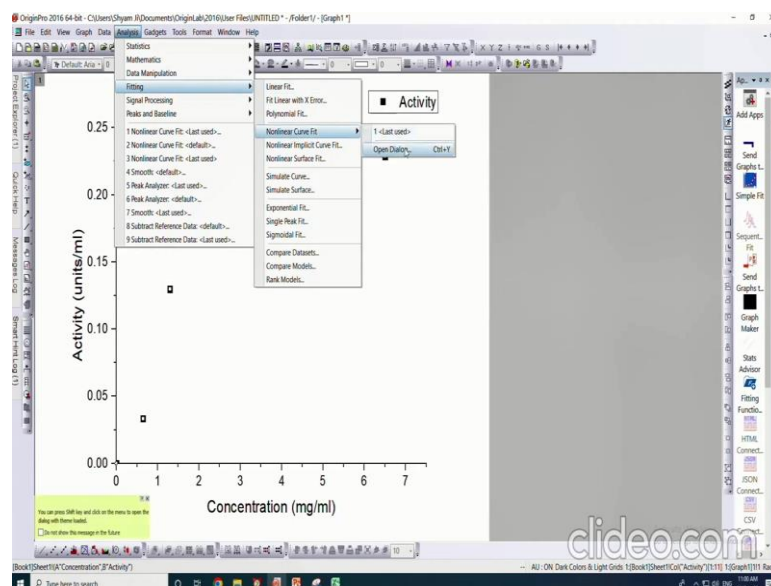 OriginPro 2016 64-bit - C:\Users\Shyam Ji\Documents\OriginLab\2016\User Files\UNTITLED * - /Folder1/ - [Graph1 *]
File Edit View Graph Data Analysis Gadgets Tools Format Window Help
Default: Aria
Statistics
Mathematics
Data Manipulation
Fitting
Signal Processing
Peaks and Baseline
1 Nonlinear Curve Fit: <Last used>...
2 Nonlinear Curve Fit: <default>...
3 Nonlinear Curve Fit: <Last used>
4 Smooth: <default>...
5 Peak Analyzer: <Last used>...
6 Peak Analyzer: <default>...
7 Smooth: <Last used>...
8 Subtract Reference Data: <default>...
9 Subtract Reference Data: <Last used>...
Linear Fit...
Fit Linear with X Error...
Polynomial Fit...
Nonlinear Curve Fit
Nonlinear Implicit Curve Fit...
Nonlinear Surface Fit...
Simulate Curve...
Simulate Surface...
Exponential Fit...
Single Peak Fit...
Sigmoidal Fit...
Compare Datasets...
Compare Models...
Rank Models...
1 <Last used>
Open Dialog... Ctrl+Y
Activity
0.25
0.20
0.15
0.10
0.05
0.00
Activity (units/ml)
0 1 2 3 4 5 6 7
Concentration (mg/ml)
Project Explorer (1)
Quick Help
Messages Log
Smart Hint Log (1)
You can press Shift key and click on the menu to open the
dialog with theme loaded.
Do not show this message in the future
Add Apps
Send
Graphs t...
Simple Fit
Sequent...
Fit
Send
Graphs t...
Graph
Maker
Stats
Advisor
Fitting
Functio...
HTML
Connect...
JSON
Connect...
CSV
clideo.com
AU : ON Dark Colors & Light Grids 1:[Book1]Sheet1!Col("Activity")[1:11] 1:[Graph1]1!1 Ra
Type here to search
ENG
11:00 AM